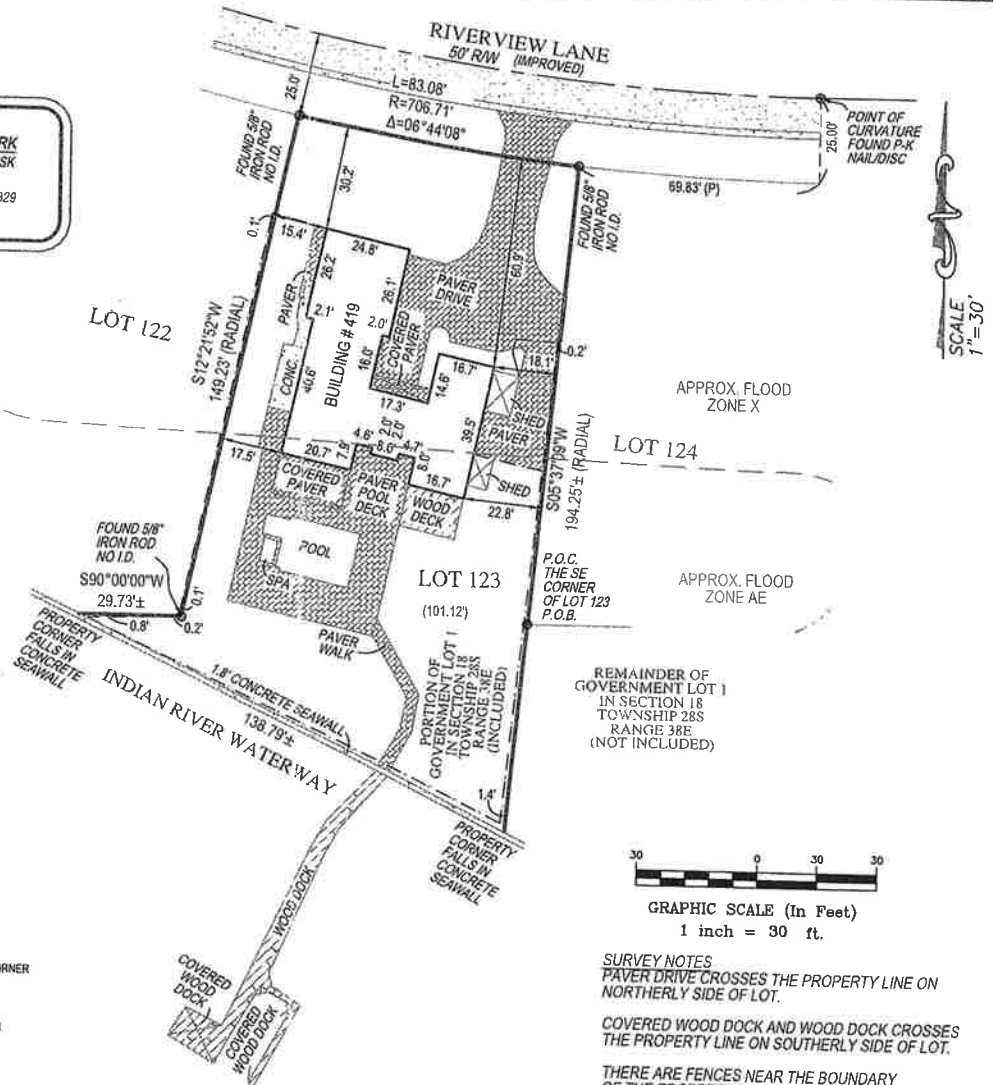 RIVERVIEW LANE
50' R/W (IMPROVED)
L=83.08'
R=706.71'
Δ=06°44'08"
25.0'
POINT OF
CURVATURE
FOUND P-K
NAIL/DISC
25.00'
69.83' (P)
FOUND 5/8"
IRON ROD
NO I.D.
FOUND 5/8"
IRON ROD
NO I.D.
SCALE
1"=30'
RK
SK
329
30.2'
60.9'
0.1'
15.4'
24.8'
26.2'
26.1'
2.1'
2.0'
PAVER
CONC.
40.6'
16.0'
BUILDING # 419
COVERED
PAVER
PAVER
DRIVE
LOT 122
S12°21'52"W
149.23' (RADIAL)
17.3'
14.6'
16.7'
18.1'
0.2'
SHED
PAVER
39.5'
SHED
APPROX. FLOOD
ZONE X
LOT 124
S05°37'09"W
194.25'± (RADIAL)
17.5'
20.7'
7.9'
4.6'
2.0'
2.0'
8.6'
4.7'
8.0'
16.7'
22.8'
COVERED
PAVER
PAVER
POOL
DECK
WOOD
DECK
POOL
SPA
LOT 123
(101.12')
P.O.C.
THE SE
CORNER
OF LOT 123
P.O.B.
APPROX. FLOOD
ZONE AE
FOUND 5/8"
IRON ROD
NO I.D.
S90°00'00"W
29.73'±
0.8'
0.1'
0.2'
PROPERTY
CORNER
FALLS IN
CONCRETE
SEAWALL
PAVER
WALK
1.8' CONCRETE SEAWALL
138.79'±
INDIAN RIVER WATERWAY
PORTION OF
GOVERNMENT LOT 1
IN SECTION 18
TOWNSHIP 28S
RANGE 38E
(INCLUDED)
REMAINDER OF
GOVERNMENT LOT 1
IN SECTION 18
TOWNSHIP 28S
RANGE 38E
(NOT INCLUDED)
1.4'
PROPERTY
CORNER
FALLS IN
CONCRETE
SEAWALL
WOOD DOCK
COVERED
WOOD
DOCK
COVERED
WOOD DOCK
ORNER
30 0 30 30
GRAPHIC SCALE (In Feet)
1 inch = 30 ft.
SURVEY NOTES
PAVER DRIVE CROSSES THE PROPERTY LINE ON
NORTHERLY SIDE OF LOT.
COVERED WOOD DOCK AND WOOD DOCK CROSSES
THE PROPERTY LINE ON SOUTHERLY SIDE OF LOT.
THERE ARE FENCES NEAR THE BOUNDARY
OF THE PROPERTY